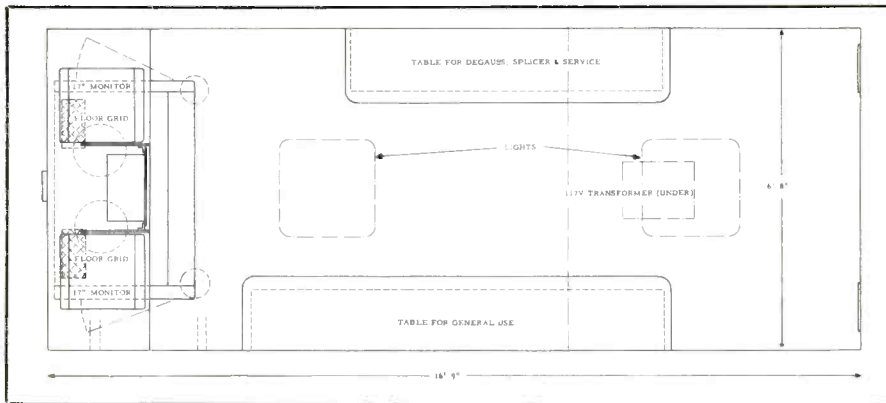 TABLE FOR DEGAUSS, SPLICER & SERVICE
17" MONITOR
FLOOR GRID
LIGHTS
117V TRANSFORMER (UNDER)
6' 8"
FLOOR GRID
17" MONITOR
TABLE FOR GENERAL USE
16' 9"